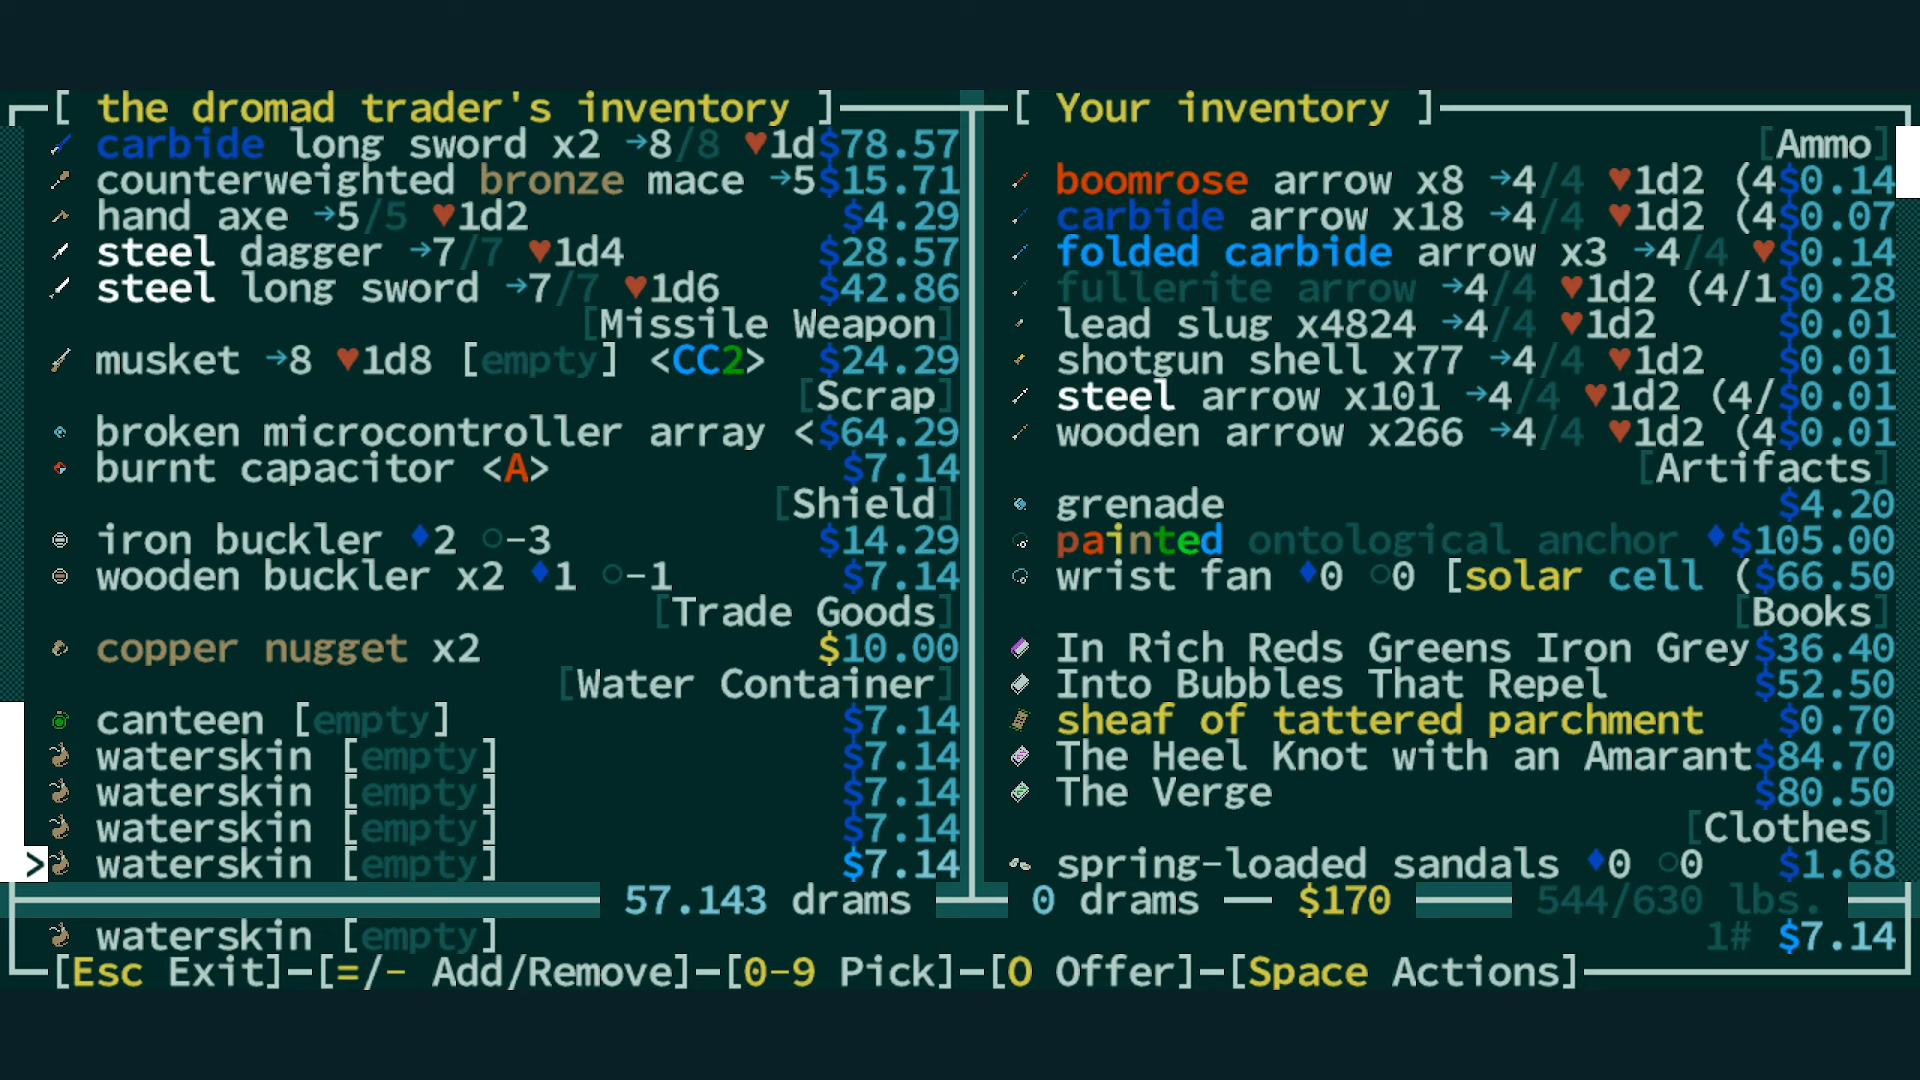 [ the dromad trader's inventory ]
carbide long sword x2 →8/8 ♥1d$78.57
counterweighted bronze mace →5$15.71
hand axe →5/5 ♥1d2 $4.29
steel dagger →7/7 ♥1d4 $28.57
steel long sword →7/7 ♥1d6 $42.86
[Missile Weapon]
musket →8 ♥1d8 [empty] <CC2> $24.29
[Scrap]
broken microcontroller array <$64.29
burnt capacitor <A> $7.14
[Shield]
iron buckler ♦2 ○-3 $14.29
wooden buckler x2 ♦1 ○-1 $7.14
[Trade Goods]
copper nugget x2 $10.00
[Water Container]
canteen [empty] $7.14
waterskin [empty] $7.14
waterskin [empty] $7.14
waterskin [empty] $7.14
> waterskin [empty] $7.14
57.143 drams
[ Your inventory ]
[Ammo]
boomrose arrow x8 →4/4 ♥1d2 (4$0.14
carbide arrow x18 →4/4 ♥1d2 (4$0.07
folded carbide arrow x3 →4/4 ♥$0.14
fullerite arrow →4/4 ♥1d2 (4/1$0.28
lead slug x4824 →4/4 ♥1d2 $0.01
shotgun shell x77 →4/4 ♥1d2 $0.01
steel arrow x101 →4/4 ♥1d2 (4/$0.01
wooden arrow x266 →4/4 ♥1d2 (4$0.01
[Artifacts]
grenade $4.20
painted ontological anchor ♦$105.00
wrist fan ♦0 ○0 [solar cell ($66.50
[Books]
In Rich Reds Greens Iron Grey$36.40
Into Bubbles That Repel $52.50
sheaf of tattered parchment $0.70
The Heel Knot with an Amarant$84.70
The Verge $80.50
[Clothes]
spring-loaded sandals ♦0 ○0 $1.68
0 drams — $170 544/630 lbs.
waterskin [empty] 1# $7.14
[Esc Exit]-[=/- Add/Remove]-[0-9 Pick]-[O Offer]-[Space Actions]